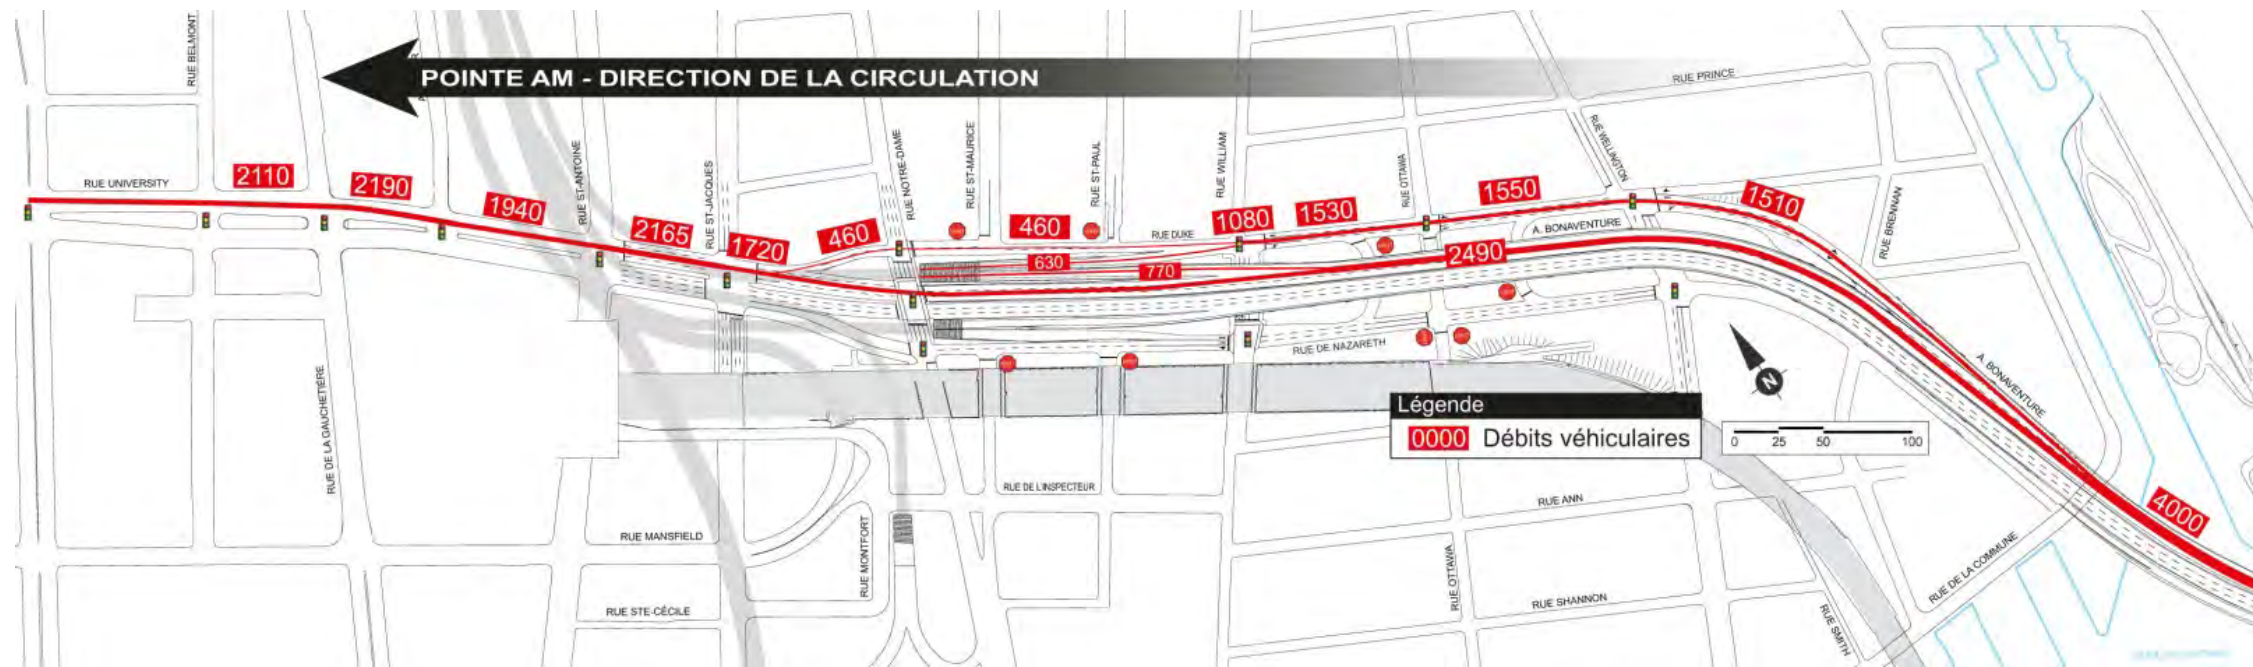 POINTE AM - DIRECTION DE LA CIRCULATION
RUE BELMONT
RUE PRINCE
RUE UNIVERSITY
2110
2190
1940
RUE ST-ANTOINE
2165
RUE ST-JACQUES
1720
460
RUE NOTRE-DAME
RUE ST-MAURICE
460
RUE ST-PAUL
RUE DUKE
RUE WILLIAM
1080
1530
RUE OTTAWA
1550
RUE WELLINGTON
1510
RUE BRENNAN
A. BONAVENTURE
630
770
2490
RUE DE NAZARETH
A. BONAVENTURE
N
RUE DE LA GAUCHETIÈRE
Légende
0000 Débits véhiculaires
0 25 50 100
4000
RUE DE L'INSPECTEUR
RUE ANN
RUE MANSFIELD
RUE MONTFORT
RUE OTTAWA
RUE DE LA COMMUNE
RUE STE-CÉCILE
RUE SHANNON
RUE SMITH